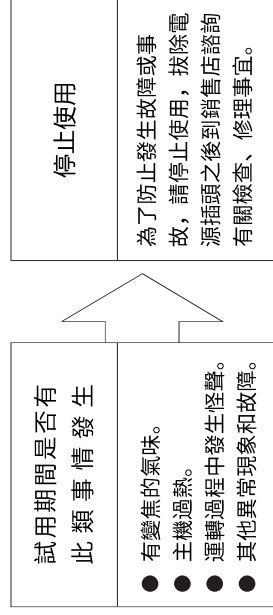 試用期間是否有
此類事情發生
● 有變焦的氣味。
● 主機過熱。
● 運轉過程中發生怪聲。
● 其他異常現象和故障。
停止使用
為了防止發生故障或事
故，請停止使用，拔除電
源插頭之後到銷售店諮詢
有關檢查、修理事宜。